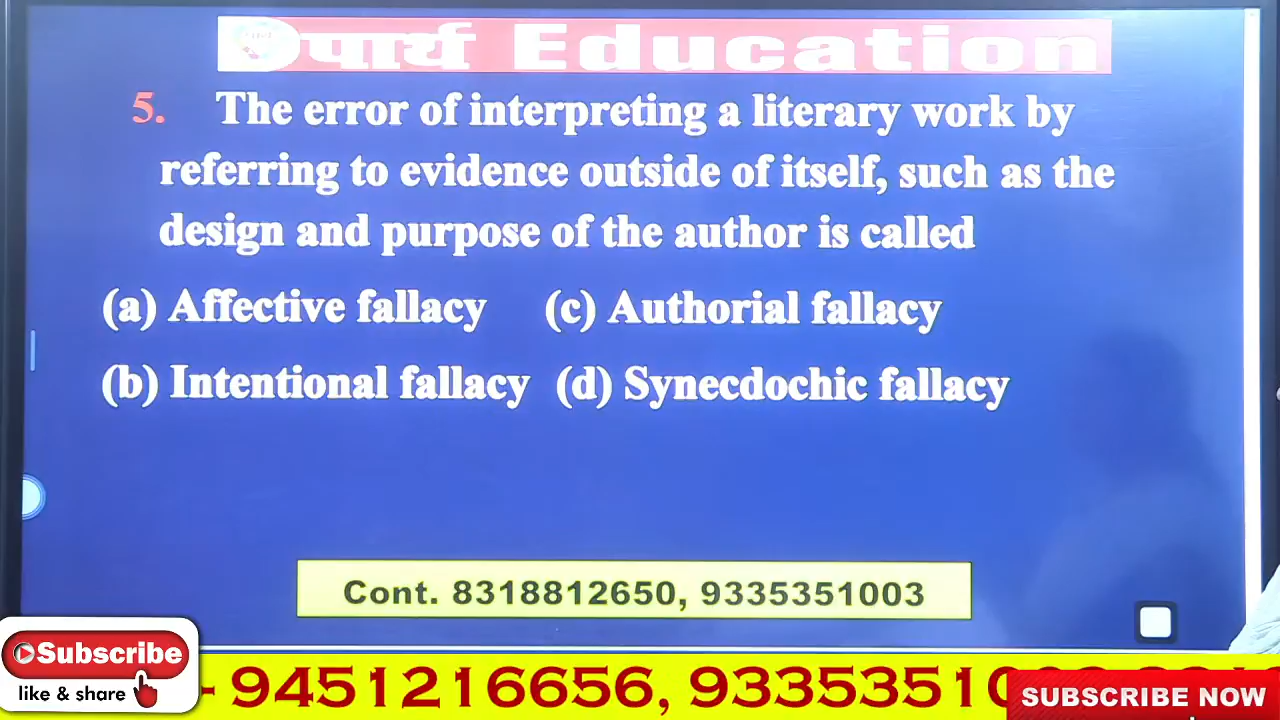 पार्य Education
5. The error of interpreting a literary work by
referring to evidence outside of itself, such as the
design and purpose of the author is called
(a) Affective fallacy (c) Authorial fallacy
(b) Intentional fallacy (d) Synecdochic fallacy
Cont. 8318812650, 9335351003
Subscribe
like & share
- 9451216656, 93353510
SUBSCRIBE NOW